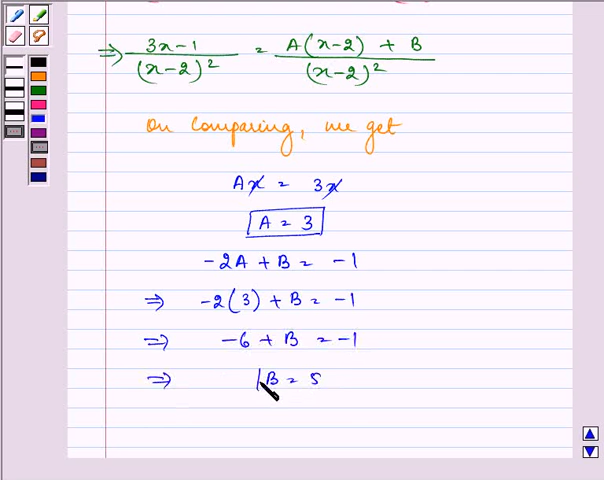 ⇒ (3x-1)/(x-2)² = (A(x-2) + B)/(x-2)²
On Comparing, we get
Ax = 3x
A = 3
-2A + B = -1
⇒ -2(3) + B = -1
⇒ -6 + B = -1
⇒ B = 5